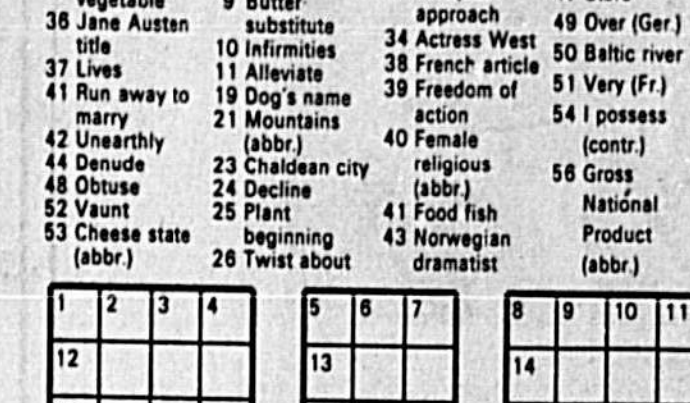 vegetable
36 Jane Austen
title
37 Lives
41 Run away to
marry
42 Unearthly
44 Denude
48 Obtuse
52 Vaunt
53 Cheese state
(abbr.)
9 Butter
substitute
10 Infirmities
11 Alleviate
19 Dog's name
21 Mountains
(abbr.)
23 Chaldean city
24 Decline
25 Plant
beginning
26 Twist about
approach
34 Actress West
38 French article
39 Freedom of
action
40 Female
religious
(abbr.)
41 Food fish
43 Norwegian
dramatist
49 Over (Ger.)
50 Baltic river
51 Very (Fr.)
54 I possess
(contr.)
56 Gross
National
Product
(abbr.)
1 2 3 4 5 6 7 8 9 10 11
12 13 14